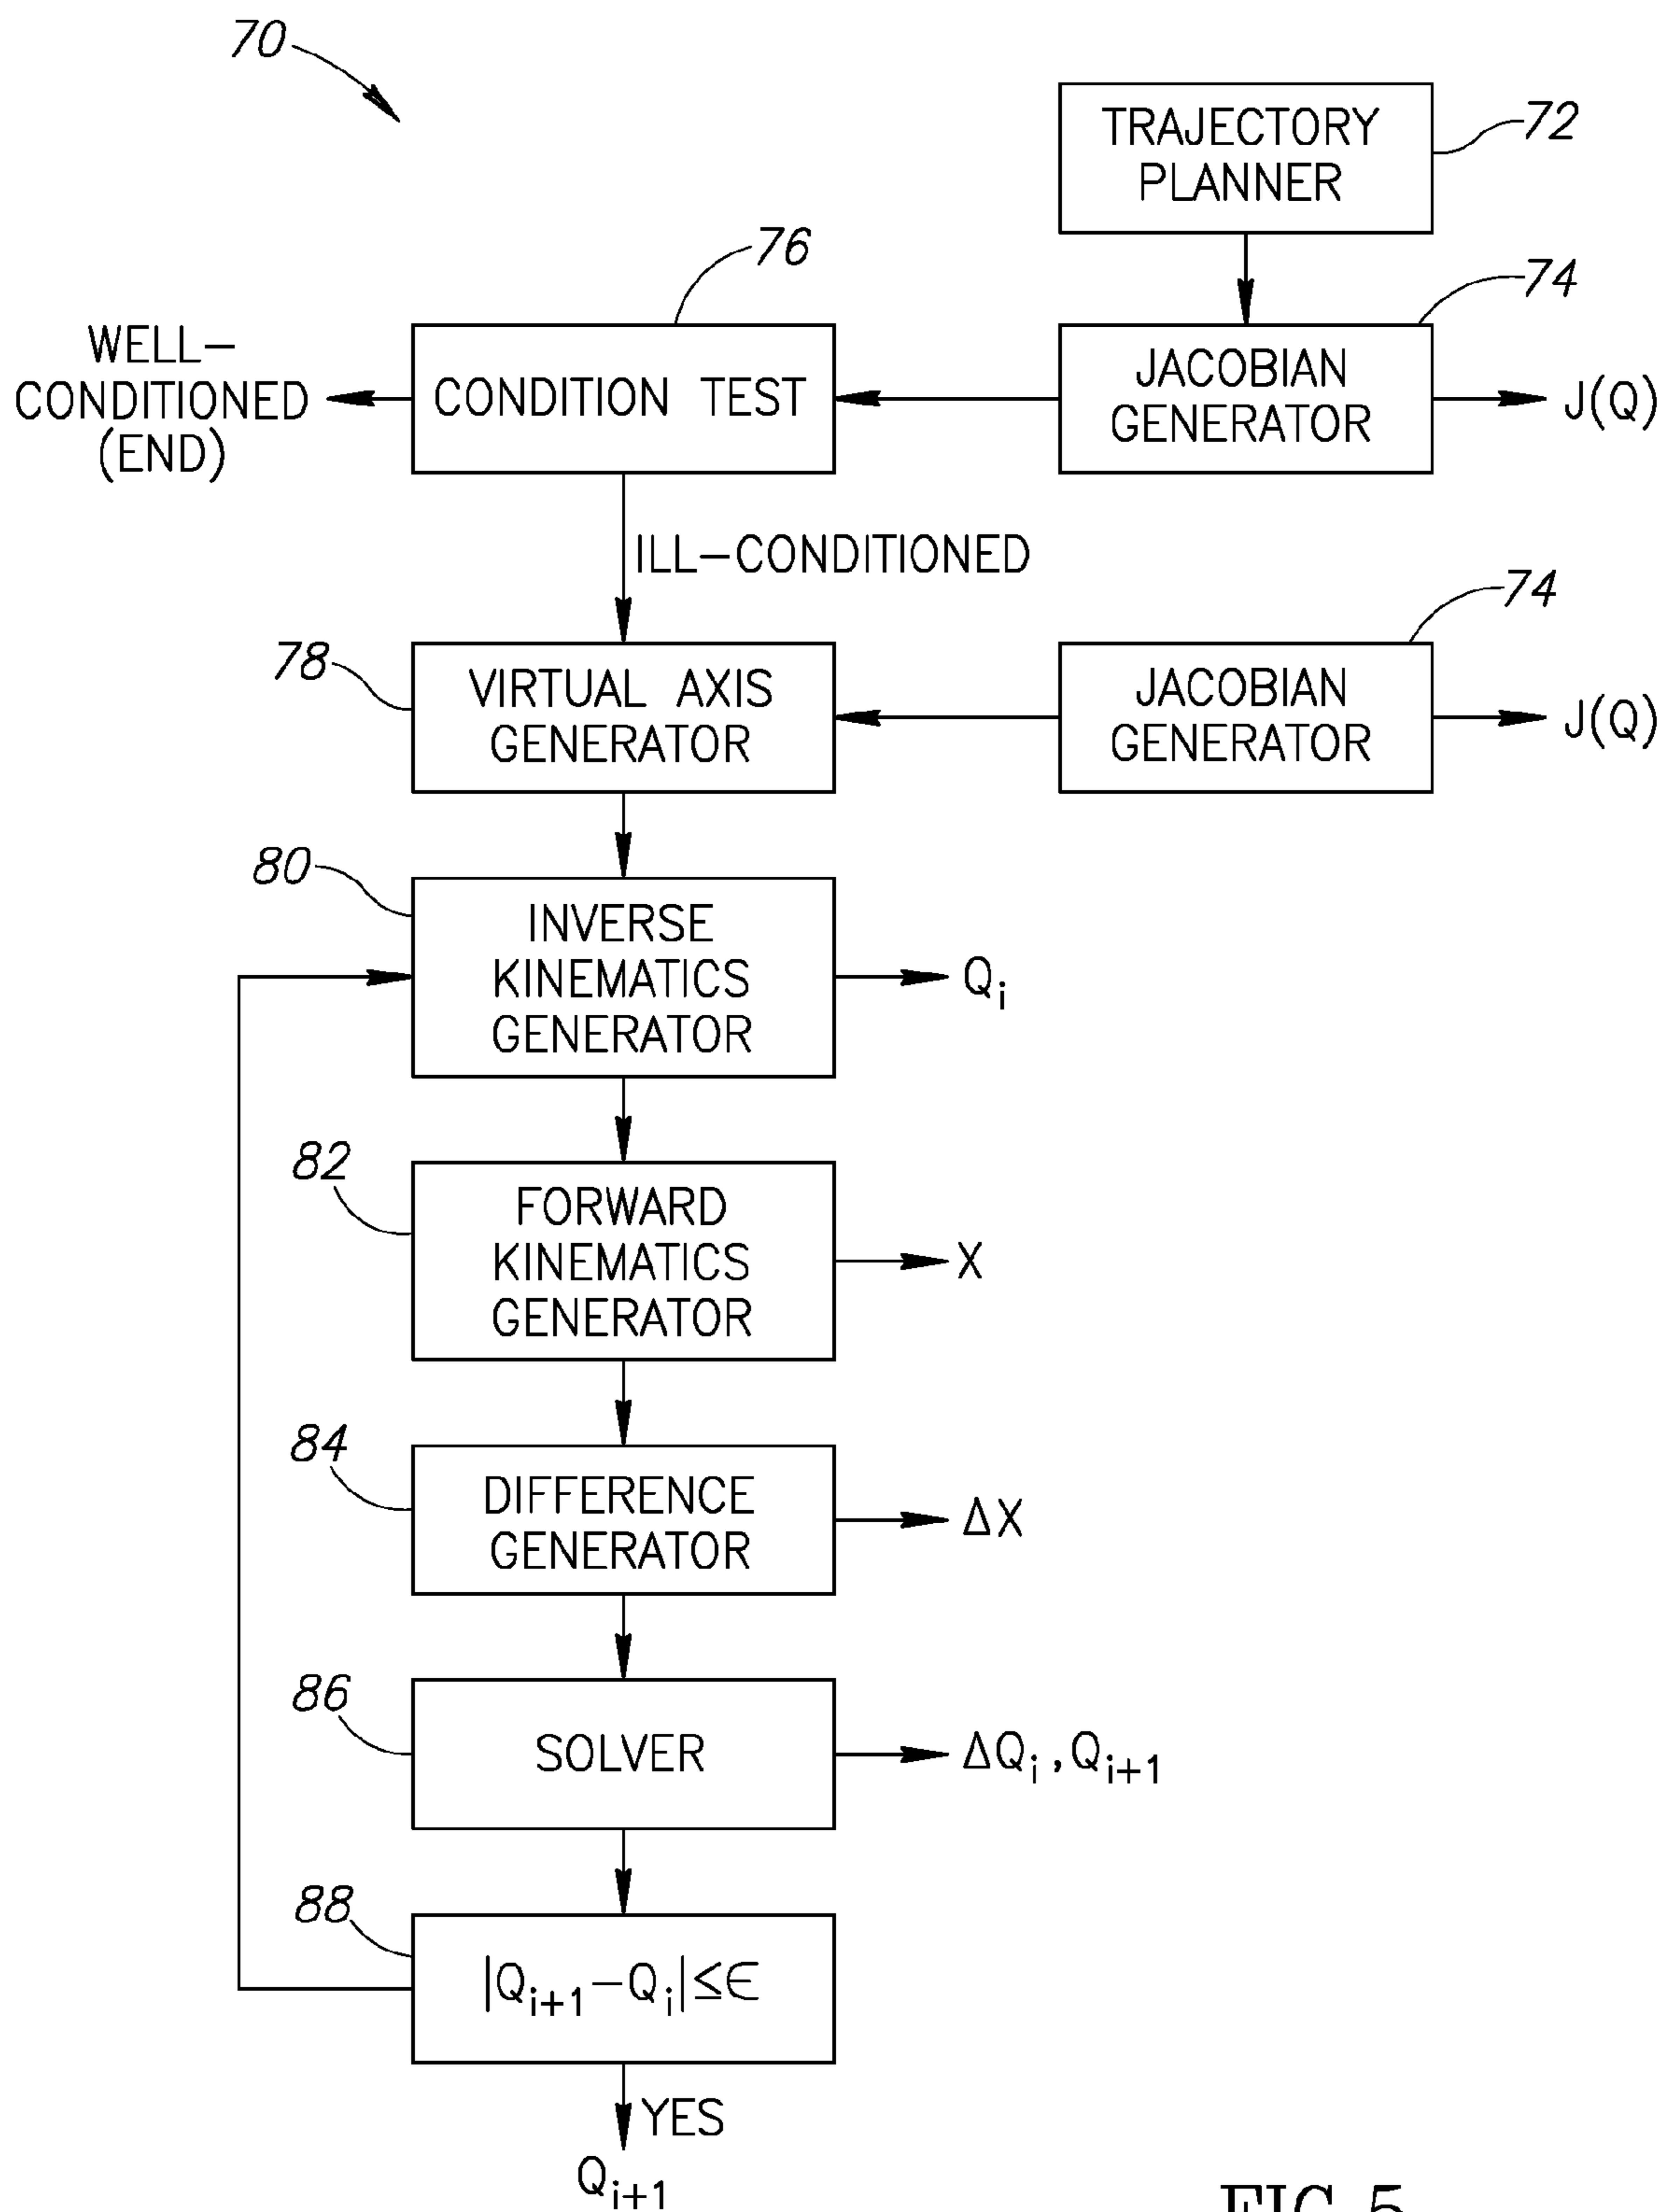 70
TRAJECTORY
PLANNER
72
76
74
WELL–
CONDITIONED
(END)
CONDITION TEST
JACOBIAN
GENERATOR
J(Q)
ILL–CONDITIONED
74
78
VIRTUAL AXIS
GENERATOR
JACOBIAN
GENERATOR
J(Q)
80
INVERSE
KINEMATICS
GENERATOR
Qi
82
FORWARD
KINEMATICS
GENERATOR
X
84
DIFFERENCE
GENERATOR
ΔX
86
SOLVER
ΔQi , Qi+1
88
|Qi+1–Qi|≤∈
YES
Qi+1
FIG. 5